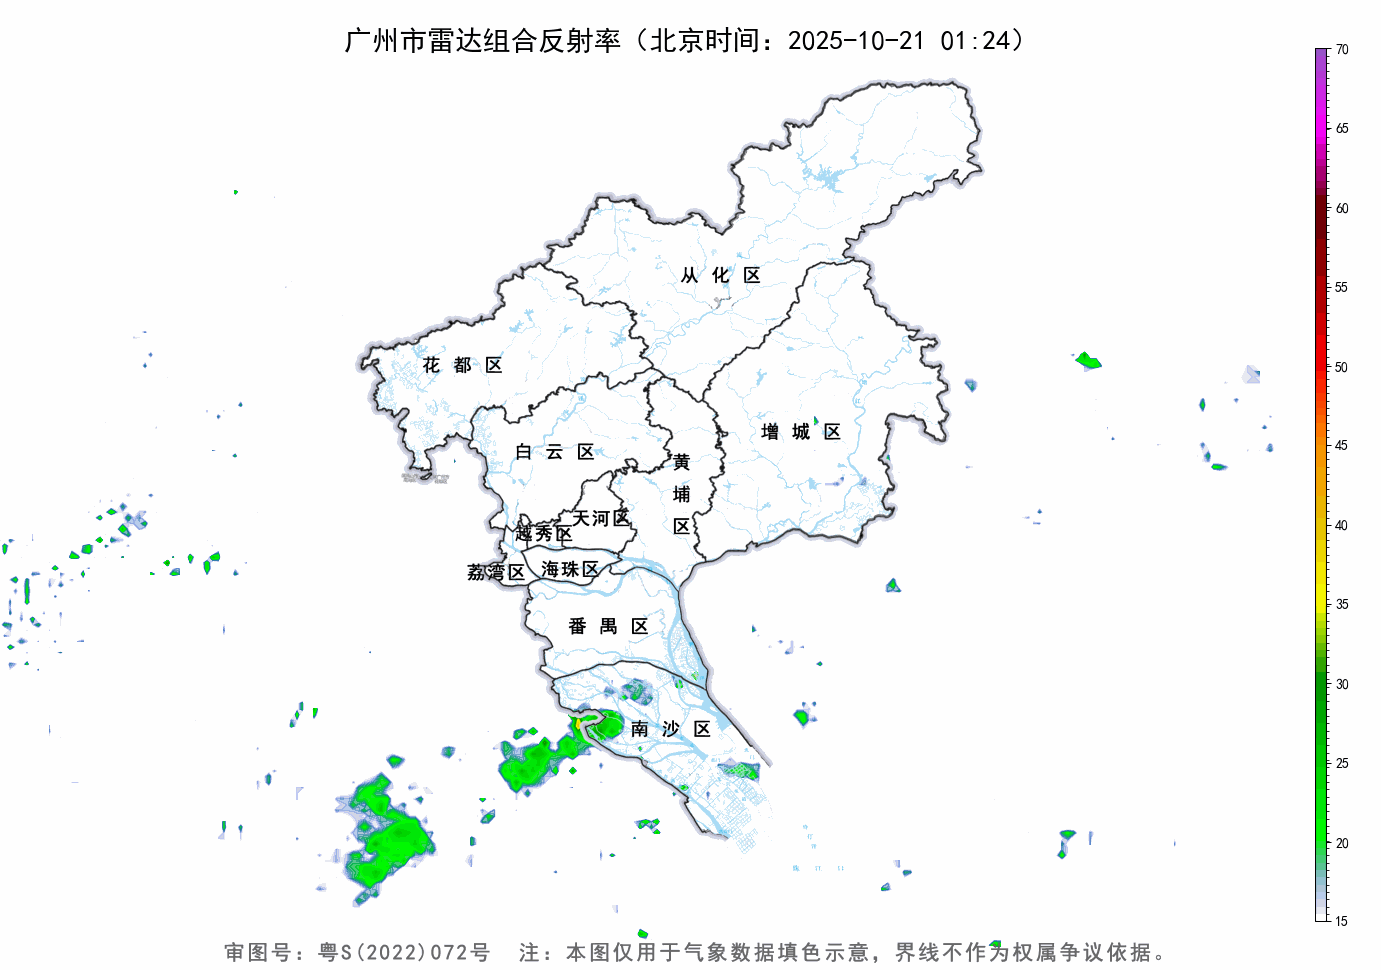 广州市雷达组合反射率（北京时间：2025-10-21 01:24）
70
65
60
55
50
45
40
35
30
25
20
15
从化区
花都区
增城区
白云区
黄埔区
天河区
越秀区
荔湾区
海珠区
番禺区
南沙区
审图号：粤S(2022)072号 注：本图仅用于气象数据填色示意，界线不作为权属争议依据。